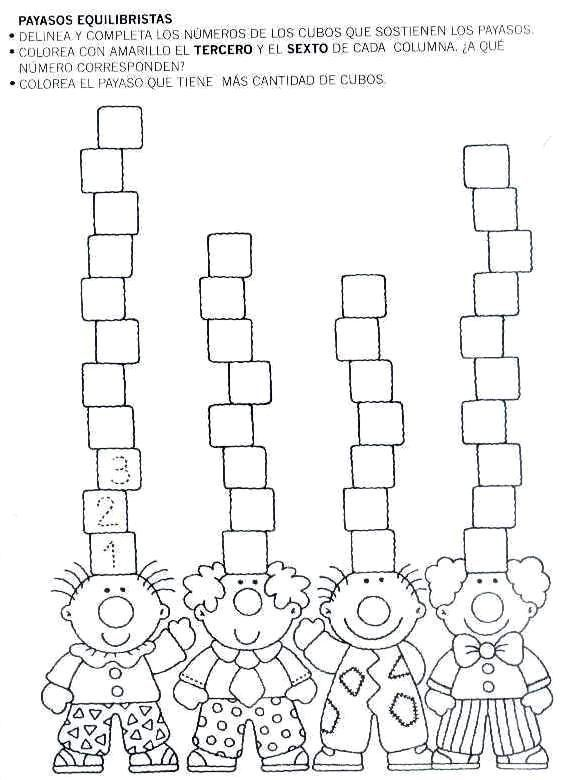 PAYASOS EQUILIBRISTAS
• DELINEA Y COMPLETA LOS NÚMEROS DE LOS CUBOS QUE SOSTIENEN LOS PAYASOS.
• COLOREA CON AMARILLO EL TERCERO Y EL SEXTO DE CADA COLUMNA. ¿A QUÉ
NÚMERO CORRESPONDEN?
• COLOREA EL PAYASO QUE TIENE MÁS CANTIDAD DE CUBOS.
3
2
1